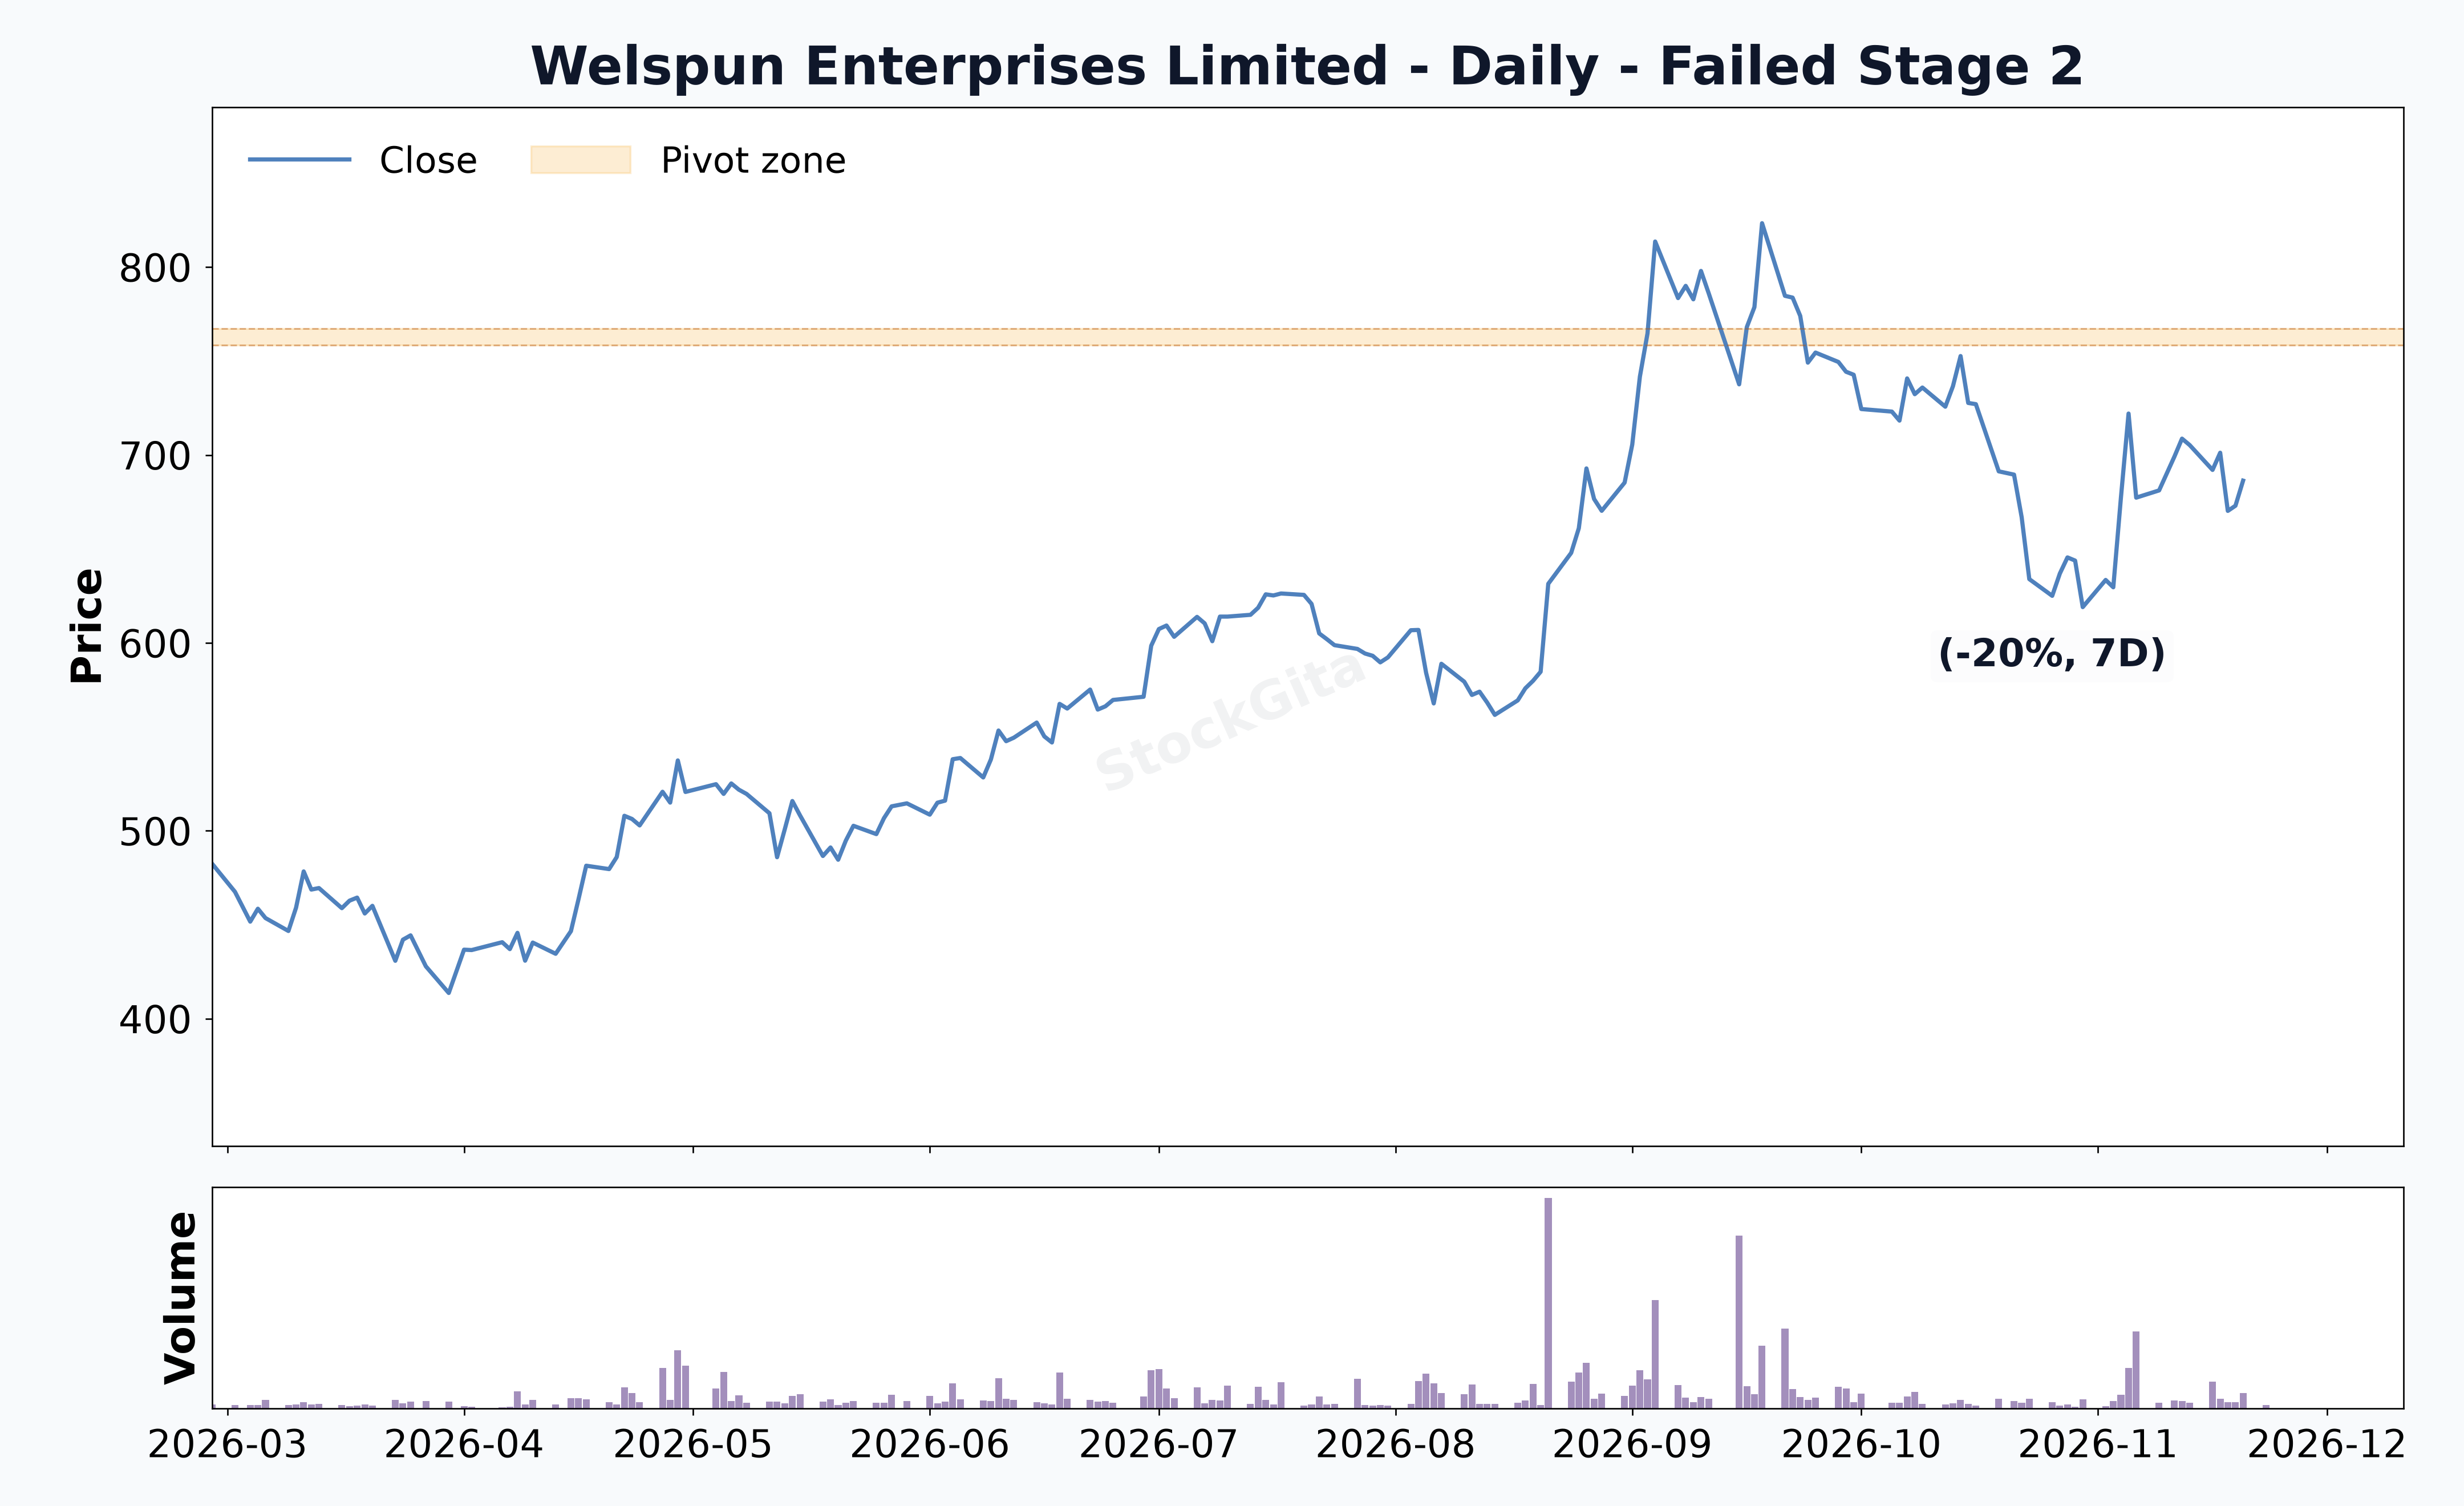 Welspun Enterprises Limited - Daily - Failed Stage 2
Close
Pivot zone
800
700
600
500
400
Price
(-20%, 7D)
StockGita
Volume
2026-03
2026-04
2026-05
2026-06
2026-07
2026-08
2026-09
2026-10
2026-11
2026-12